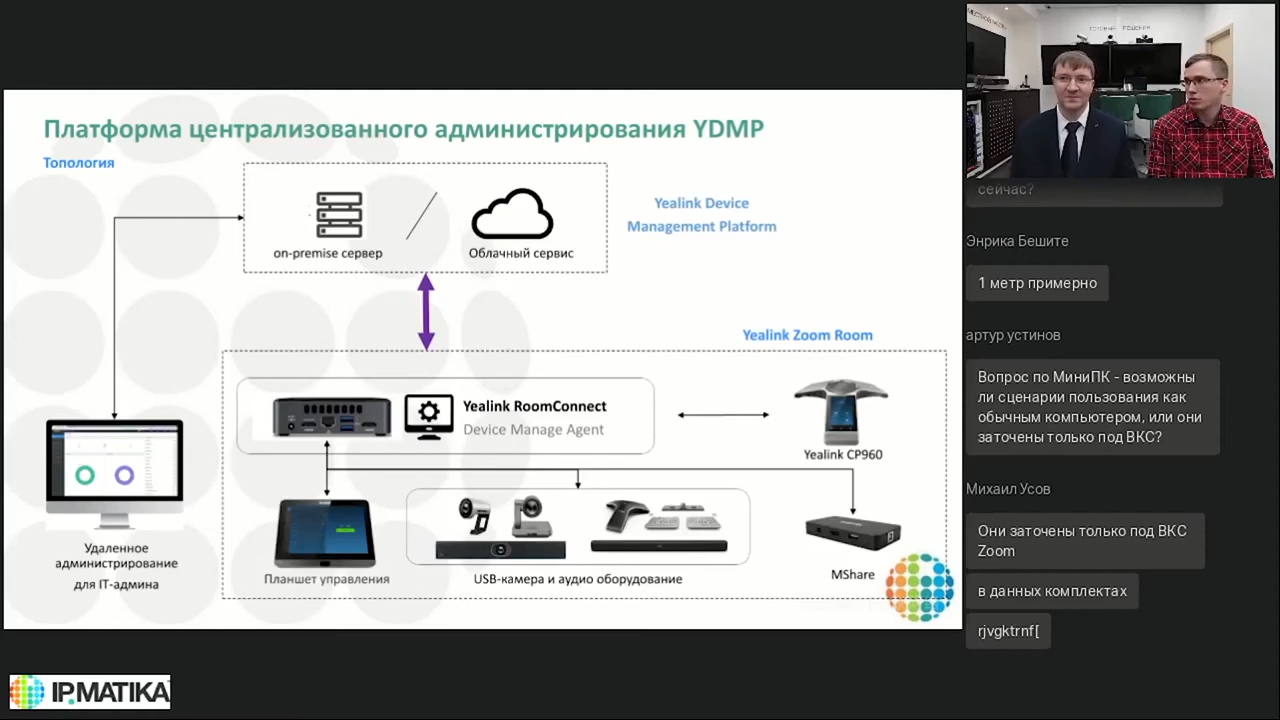 Платформа централизованного администрирования YDMP
Топология
on-premise сервер
Облачный сервис
Yealink Device
Management Platform
Yealink Zoom Room
Yealink RoomConnect
Device Manage Agent
Yealink CP960
Удаленное
администрирование
для IT-админа
Планшет управления
USB-камера и аудио оборудование
MShare
IP.MATIKA
сейчас?
Энрика Бешите
1 метр примерно
артур устинов
Вопрос по МиниПК - возможны
ли сценарии пользования как
обычным компьютером, или они
заточены только под ВКС?
Михаил Усов
Они заточены только под ВКС
Zoom
в данных комплектах
rjvgktrnf[